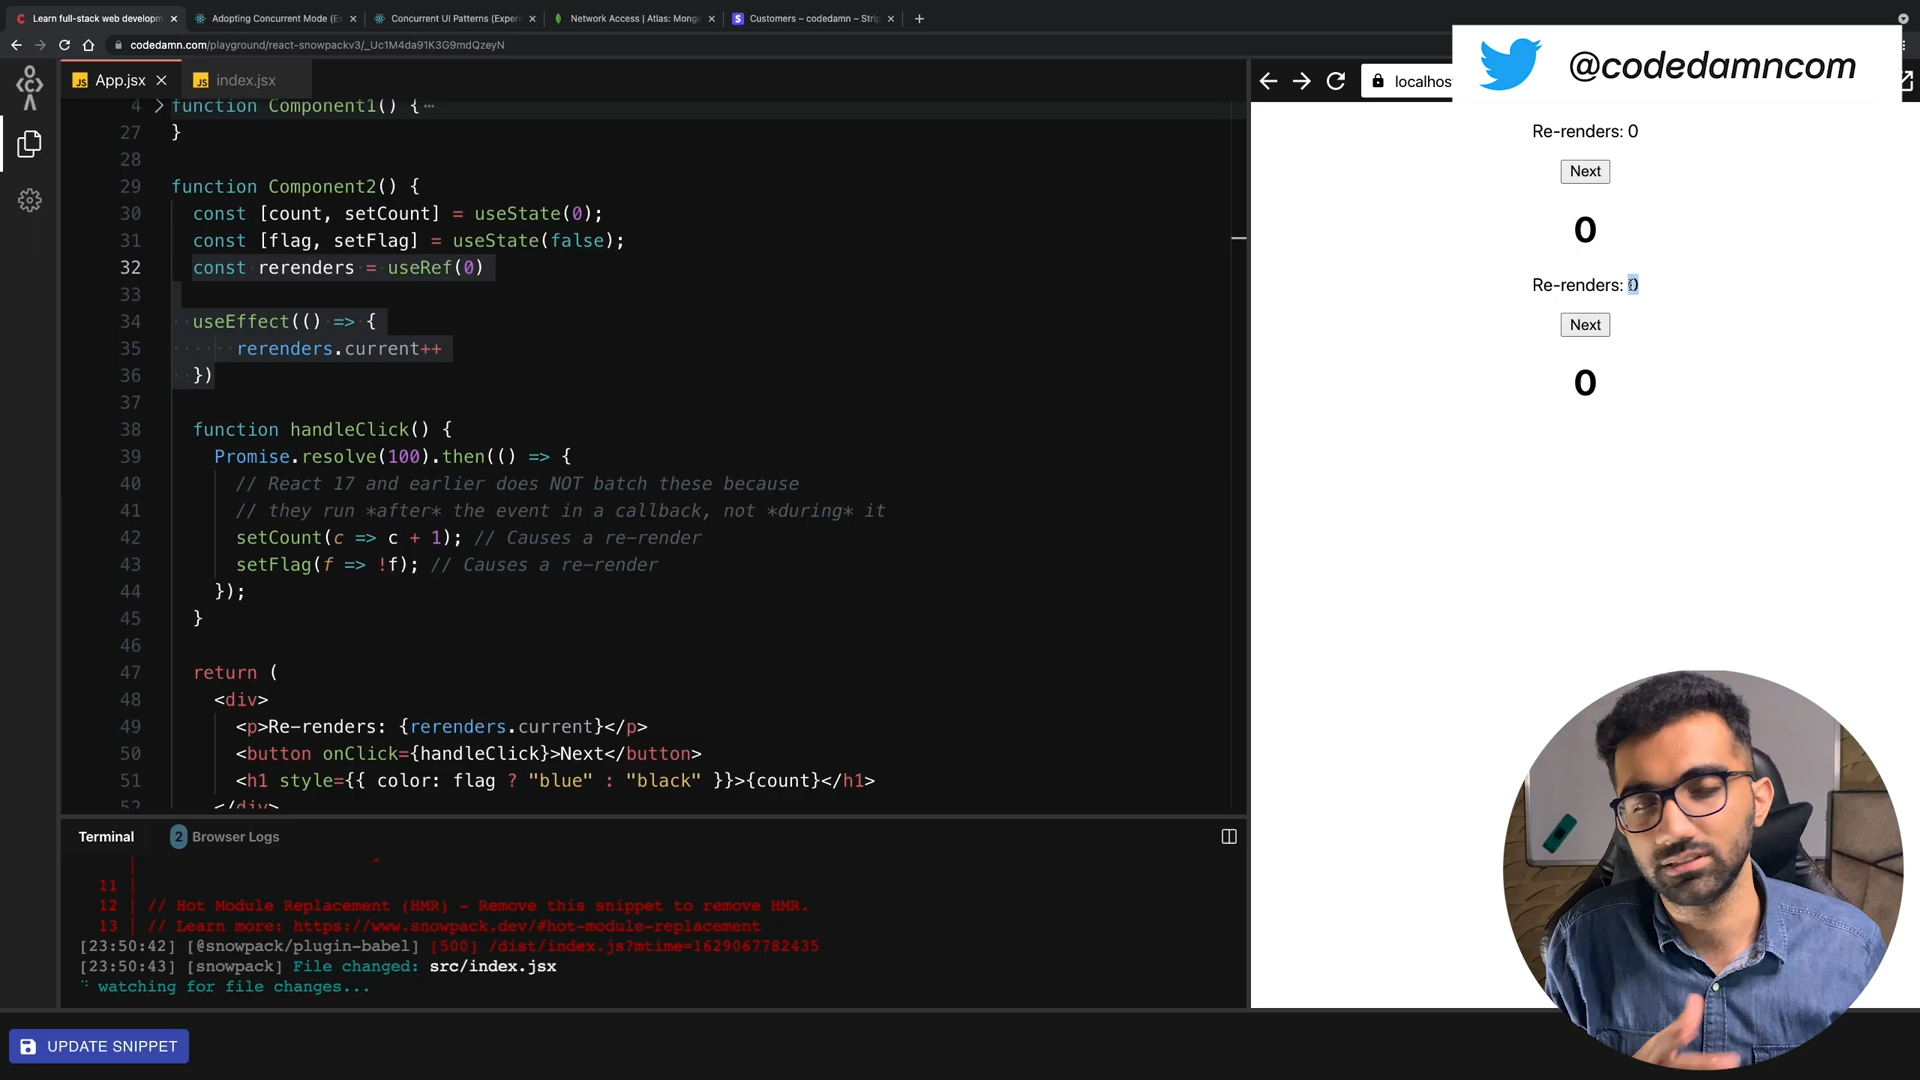 Learn full-stack web developm
Adopting Concurrent Mode (Ex
Concurrent UI Patterns (Experi
Network Access | Atlas: Mongo
Customers – codedamn – Strip
codedamn.com/playground/react-snowpackv3/_Uc1M4da91K3G9mdQzeyN
@codedamncom
JS App.jsx
JS index.jsx
localhos
4 function Component1() { ⋯
27 }
28
29 function Component2() {
30 const [count, setCount] = useState(0);
31 const [flag, setFlag] = useState(false);
32 const rerenders = useRef(0)
33
34 useEffect(() => {
35 rerenders.current++
36 })
37
38 function handleClick() {
39 Promise.resolve(100).then(() => {
40 // React 17 and earlier does NOT batch these because
41 // they run *after* the event in a callback, not *during* it
42 setCount(c => c + 1); // Causes a re-render
43 setFlag(f => !f); // Causes a re-render
44 });
45 }
46
47 return (
48 <div>
49 <p>Re-renders: {rerenders.current}</p>
50 <button onClick={handleClick}>Next</button>
51 <h1 style={{ color: flag ? "blue" : "black" }}>{count}</h1>
52 </div>
Re-renders: 0
Next
0
Re-renders: 0
Next
0
Terminal
2 Browser Logs
11 |
12 | // Hot Module Replacement (HMR) - Remove this snippet to remove HMR.
13 | // Learn more: https://www.snowpack.dev/#hot-module-replacement
[23:50:42] [@snowpack/plugin-babel] [500] /dist/index.js?mtime=1629067782435
[23:50:43] [snowpack] File changed: src/index.jsx
watching for file changes...
UPDATE SNIPPET